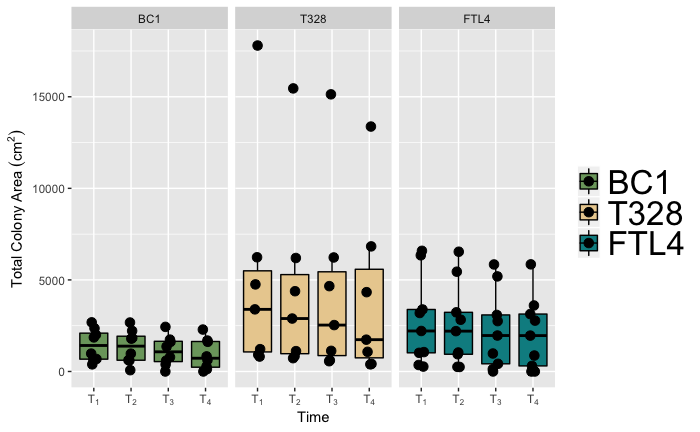 BC1 T328 FTL4
Total Colony Area (cm²)
15000
10000
5000
0
T₁ T₂ T₃ T₄ T₁ T₂ T₃ T₄ T₁ T₂ T₃ T₄
Time
BC1
T328
FTL4